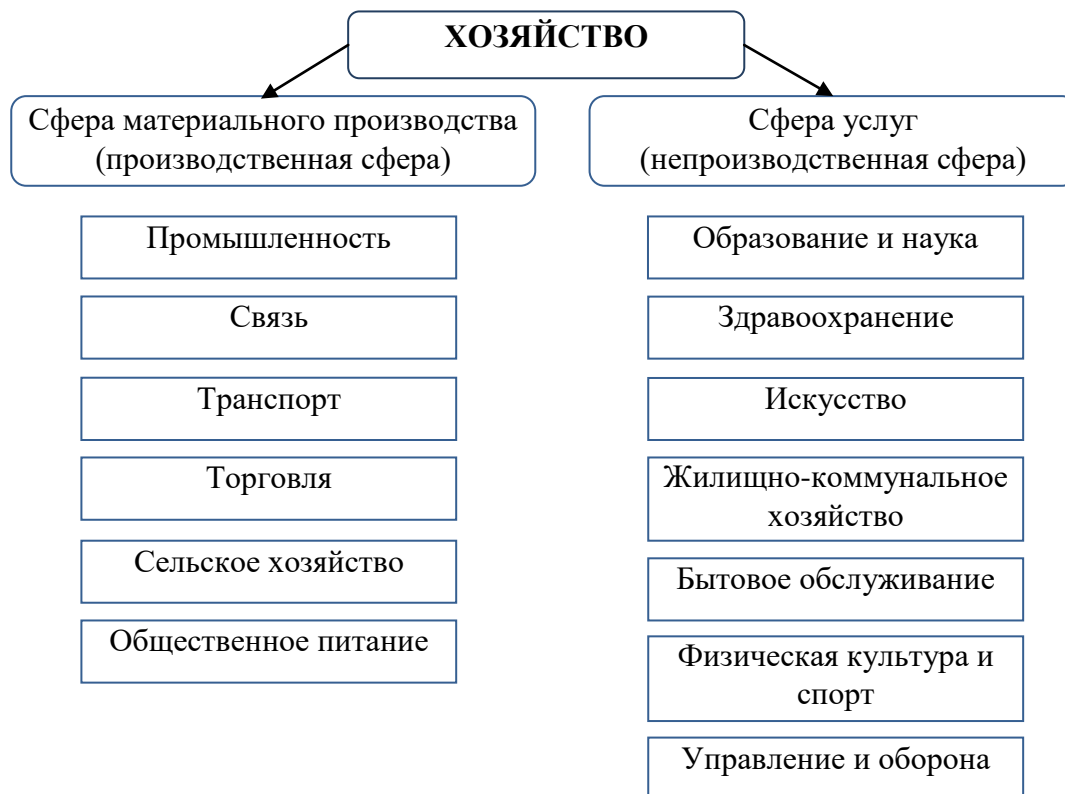 ХОЗЯЙСТВО
Сфера материального производства
(производственная сфера)
Сфера услуг
(непроизводственная сфера)
Промышленность
Связь
Транспорт
Торговля
Сельское хозяйство
Общественное питание
Образование и наука
Здравоохранение
Искусство
Жилищно-коммунальное
хозяйство
Бытовое обслуживание
Физическая культура и
спорт
Управление и оборона